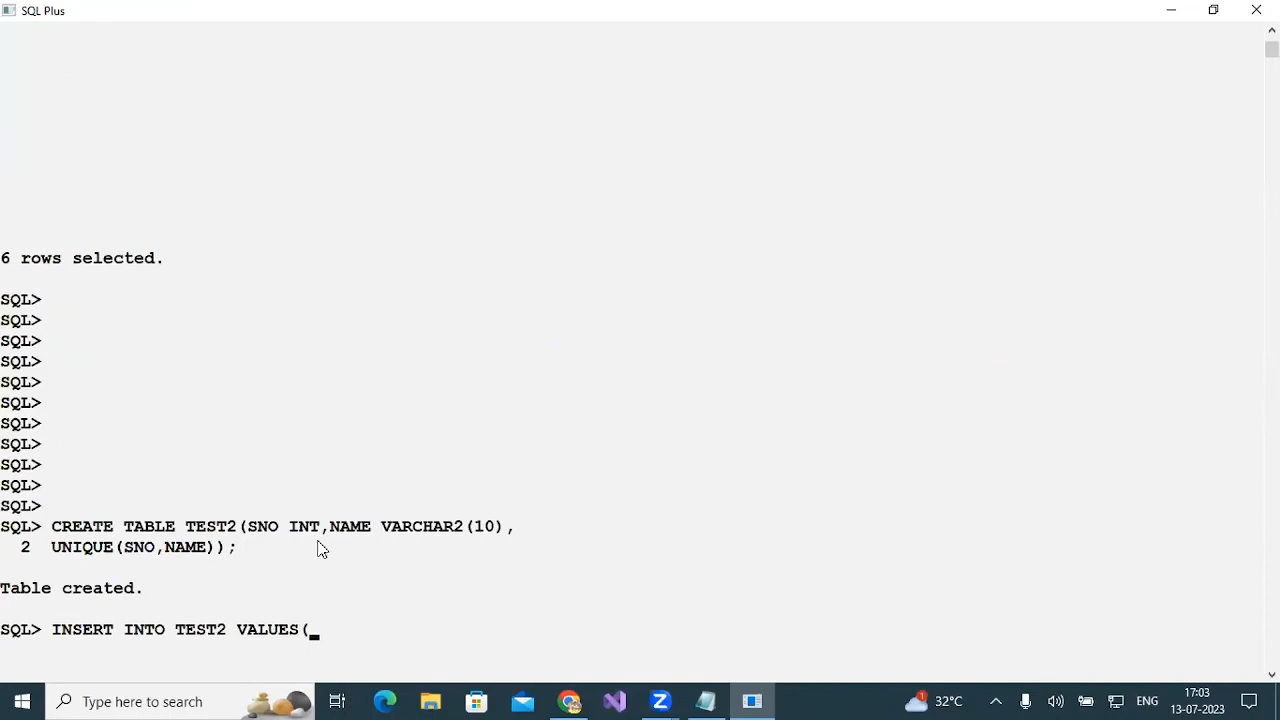 SQL Plus
6 rows selected.
SQL>
SQL>
SQL>
SQL>
SQL>
SQL>
SQL>
SQL>
SQL>
SQL>
SQL>
SQL> CREATE TABLE TEST2(SNO INT,NAME VARCHAR2(10),
2 UNIQUE(SNO,NAME));
Table created.
SQL> INSERT INTO TEST2 VALUES(_
Type here to search
1
32°C
ENG
17:03
13-07-2023